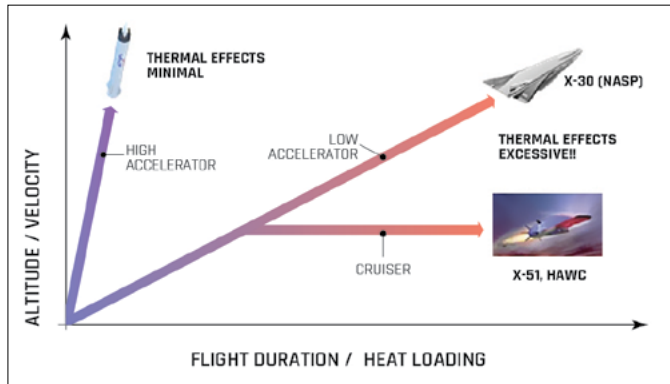 THERMAL EFFECTS
MINIMAL
X-30 (NASP)
HIGH
ACCELERATOR
LOW
ACCELERATOR
THERMAL EFFECTS
EXCESSIVE!!
CRUISER
X-51, HAWC
ALTITUDE / VELOCITY
FLIGHT DURATION / HEAT LOADING